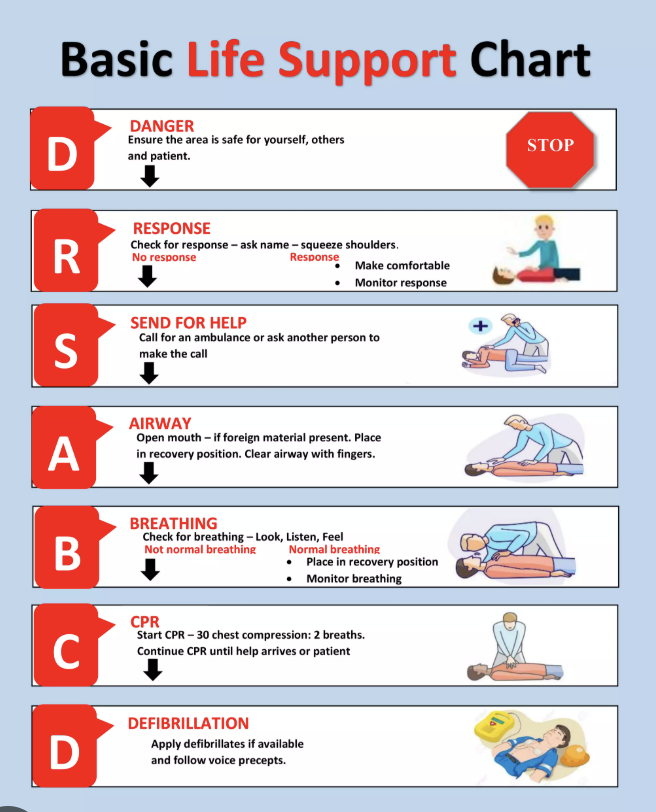 Basic Life Support Chart
D
DANGER
Ensure the area is safe for yourself, others
and patient.
STOP
R
RESPONSE
Check for response – ask name – squeeze shoulders.
No response
Response
• Make comfortable
• Monitor response
S
SEND FOR HELP
Call for an ambulance or ask another person to
make the call
A
AIRWAY
Open mouth – if foreign material present. Place
in recovery position. Clear airway with fingers.
B
BREATHING
Check for breathing – Look, Listen, Feel
Not normal breathing
Normal breathing
• Place in recovery position
• Monitor breathing
C
CPR
Start CPR – 30 chest compression: 2 breaths.
Continue CPR until help arrives or patient
D
DEFIBRILLATION
Apply defibrillates if available
and follow voice precepts.